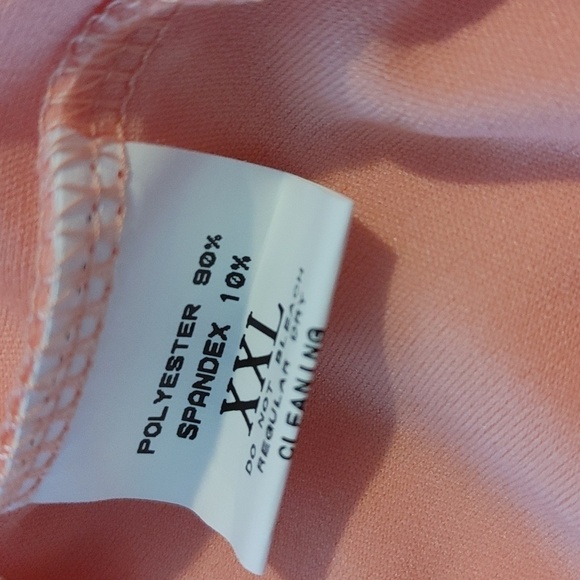 POLYESTER 90%
SPANDEX 10%
XXL
DO NOT BLEACH
REGULAR DRY
CLEANING